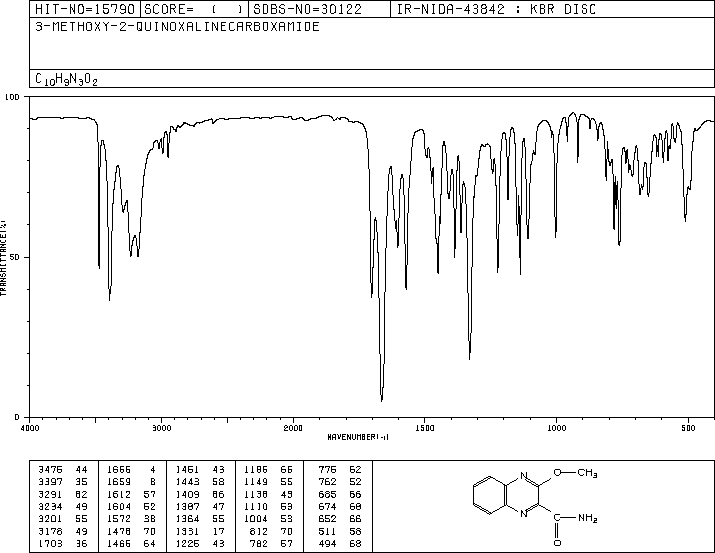 HIT-NO=15790 SCORE= ( ) SDBS-NO=30122 IR-NIDA-43842 : KBR DISC
3-METHOXY-2-QUINOXALINECARBOXAMIDE
C10H9N3O2
100
50
0
TRANSMITTANCE(%)
4000 3000 2000 1500 1000 500
WAVENUMBER(-1)
3475 44 1666 4 1461 43 1186 66 776 52
3397 35 1659 8 1443 58 1149 55 762 52
3291 62 1612 57 1409 66 1138 43 685 66
3234 49 1604 52 1387 47 1110 53 674 68
3201 55 1572 38 1364 55 1004 53 652 66
3178 49 1478 70 1331 17 812 70 511 58
1703 36 1466 64 1225 43 782 57 494 68
O—CH3
N
N
NH2
O